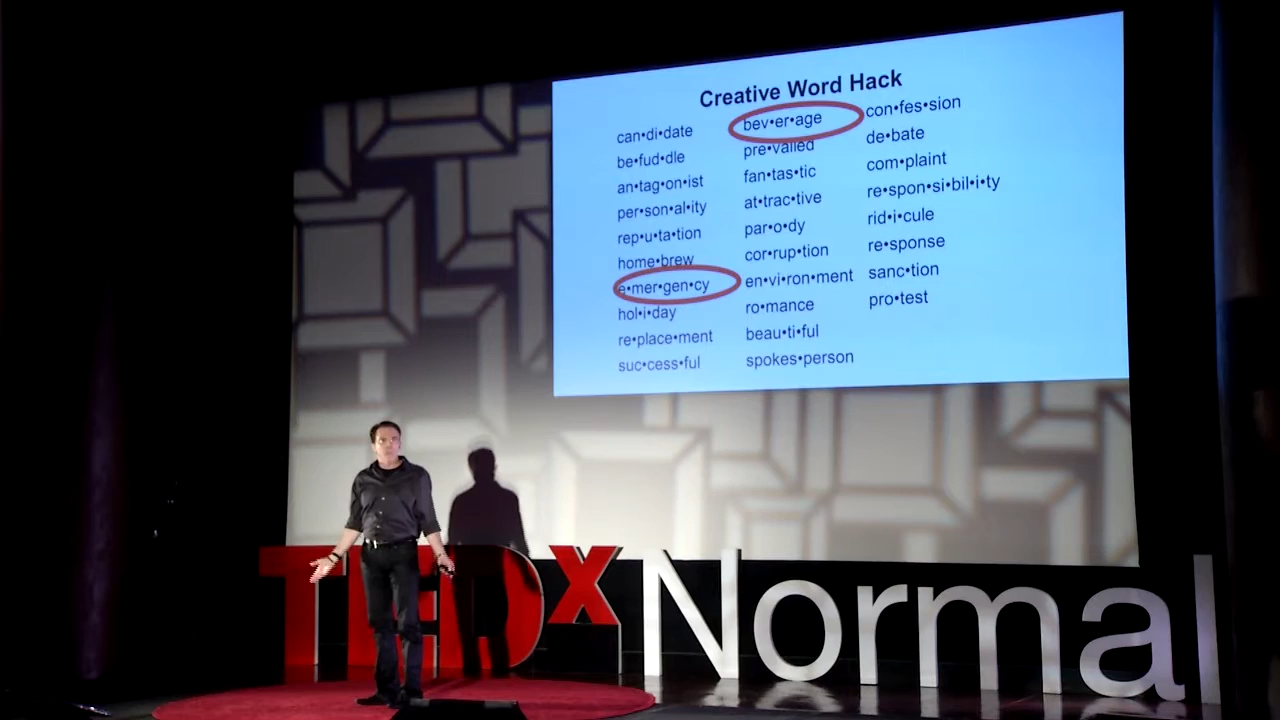 Creative Word Hack
can•di•date
be•fud•dle
an•tag•on•ist
per•son•al•ity
rep•u•ta•tion
home•brew
e•mer•gen•cy
hol•i•day
re•place•ment
suc•cess•ful
bev•er•age
pre•valied
fan•tas•tic
at•trac•tive
par•o•dy
cor•rup•tion
en•vi•ron•ment
ro•mance
beau•ti•ful
spokes•person
con•fes•sion
de•bate
com•plaint
re•spon•si•bil•i•ty
rid•i•cule
re•sponse
sanc•tion
pro•test
TEDxNormal